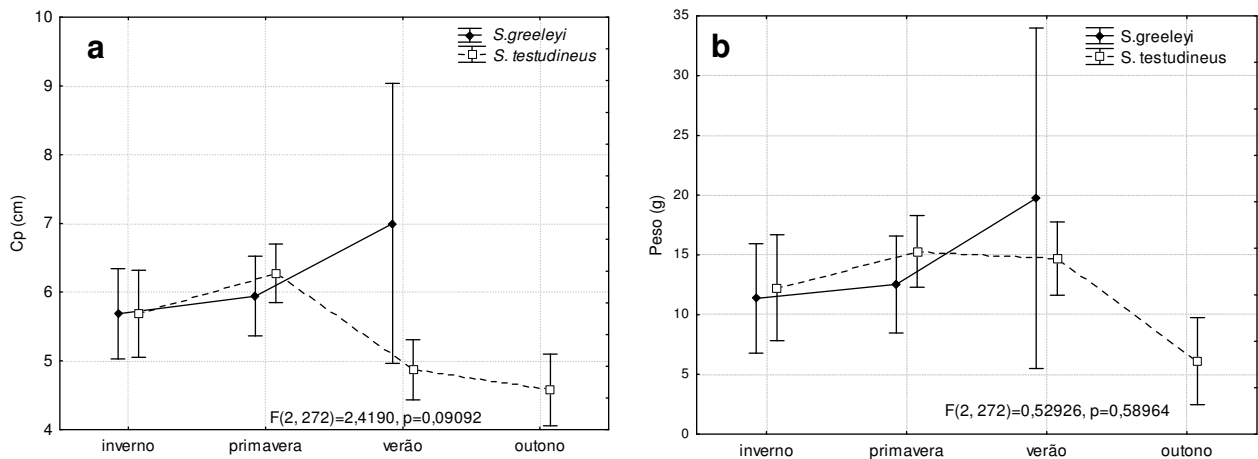 a
S.greeleyi
S. testudineus
10
9
8
7
6
5
4
Cp (cm)
F(2, 272)=2,4190, p=0,09092
inverno primavera verão outono
b
S.greeleyi
S. testudineus
35
30
25
20
15
10
5
0
Peso (g)
F(2, 272)=0,52926, p=0,58964
inverno primavera verão outono